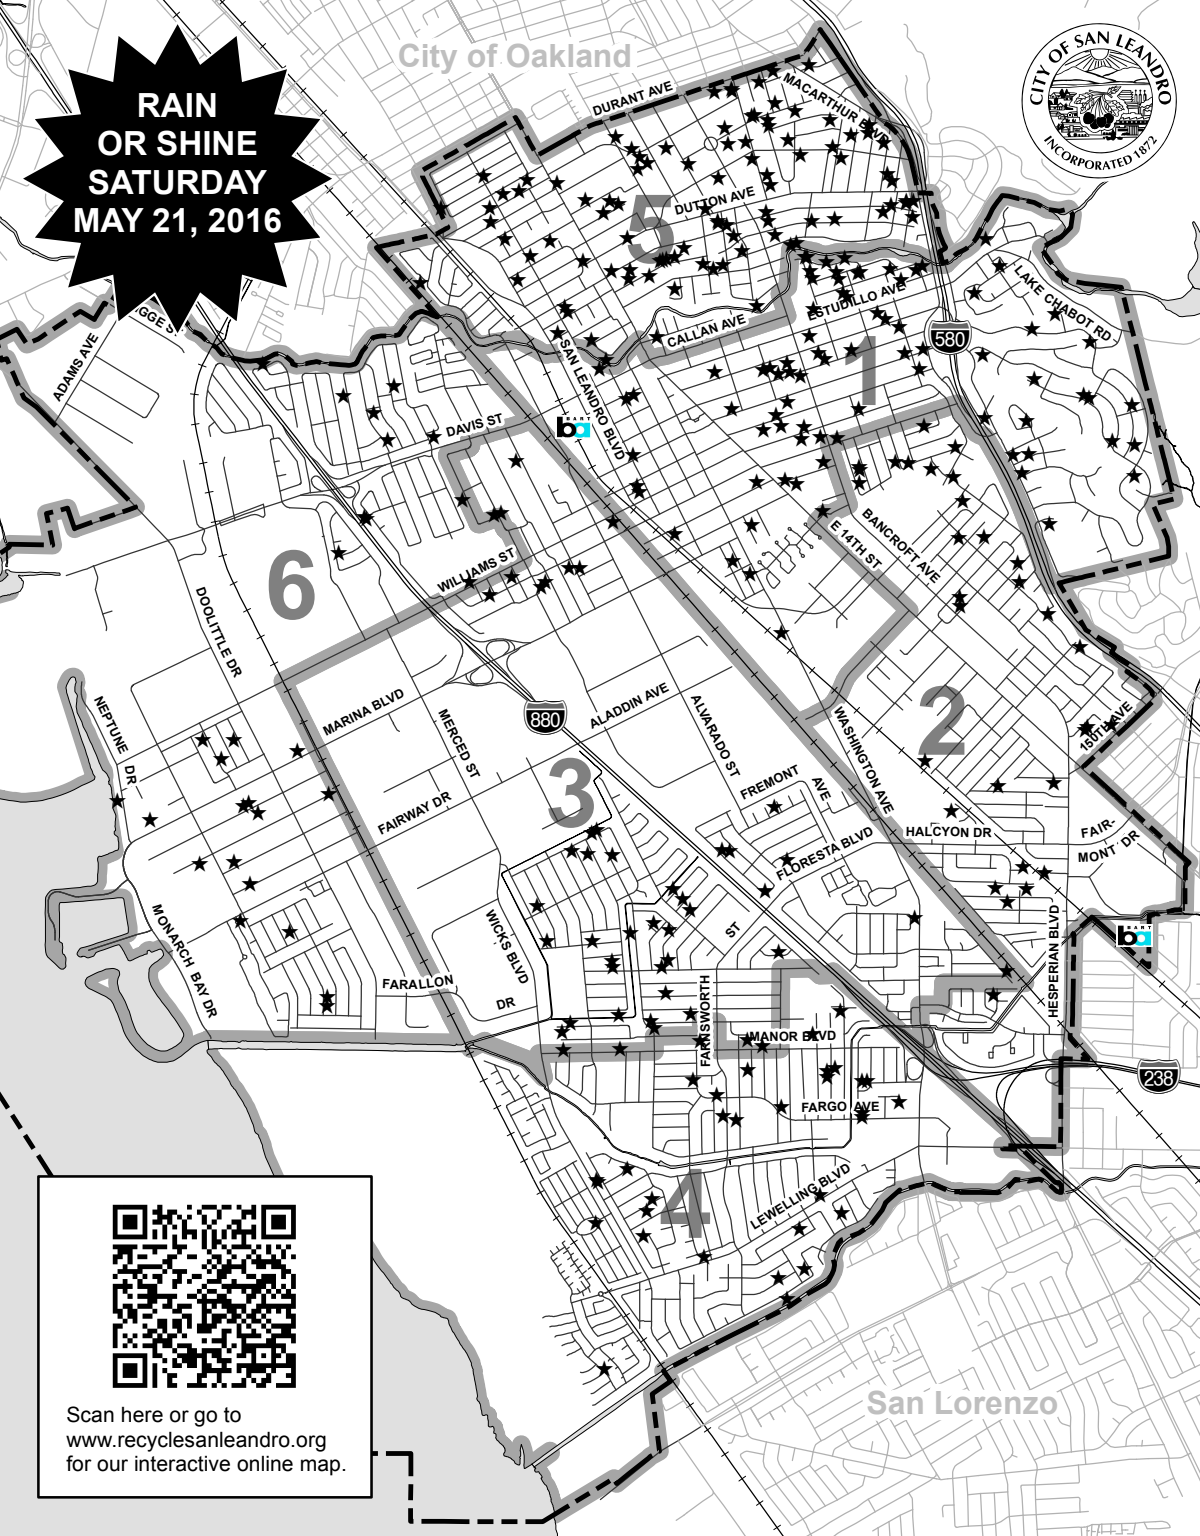 City of Oakland
RAIN
OR SHINE
SATURDAY
MAY 21, 2016
CITY OF SAN LEANDRO
INCORPORATED 1872
DURANT AVE
MACARTHUR BLVD
DUTTON AVE
5
ESTUDILLO AVE
CALLAN AVE
LAKE CHABOT RD
580
1
ADAMS AVE
SAN LEANDRO BLVD
DAVIS ST
BART
ba
6
WILLIAMS ST
E 14TH ST
BANCROFT AVE
DOOLITTLE DR
NEPTUNE DR
MARINA BLVD
MERCED ST
880
ALADDIN AVE
ALVARADO ST
WASHINGTON AVE
2
150TH AVE
3
FAIRWAY DR
FREMONT
AVE
FLORESTA BLVD
HALCYON DR
FAIR-
MONT DR
MONARCH BAY DR
WICKS BLVD
ST
FARNSWORTH
HESPERIAN BLVD
BART
ba
FARALLON
DR
MANOR BLVD
238
FARGO AVE
4
LEWELLING BLVD
San Lorenzo
Scan here or go to
www.recyclesanleandro.org
for our interactive online map.